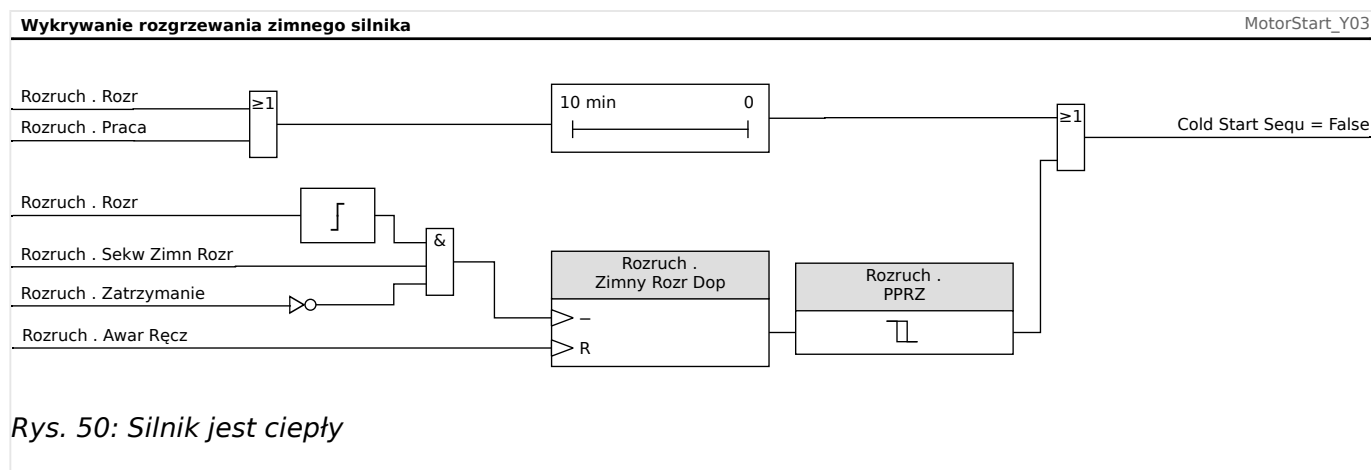 Wykrywanie rozgrzewania zimnego silnika
MotorStart_Y03
Rozruch . Rozr
Rozruch . Praca
≥1
10 min 0
≥1
Cold Start Sequ = False
Rozruch . Rozr
Rozruch . Sekw Zimn Rozr
Rozruch . Zatrzymanie
Rozruch . Awar Ręcz
&
Rozruch .
Zimny Rozr Dop
–
R
Rozruch .
PPRZ
Rys. 50: Silnik jest ciepły